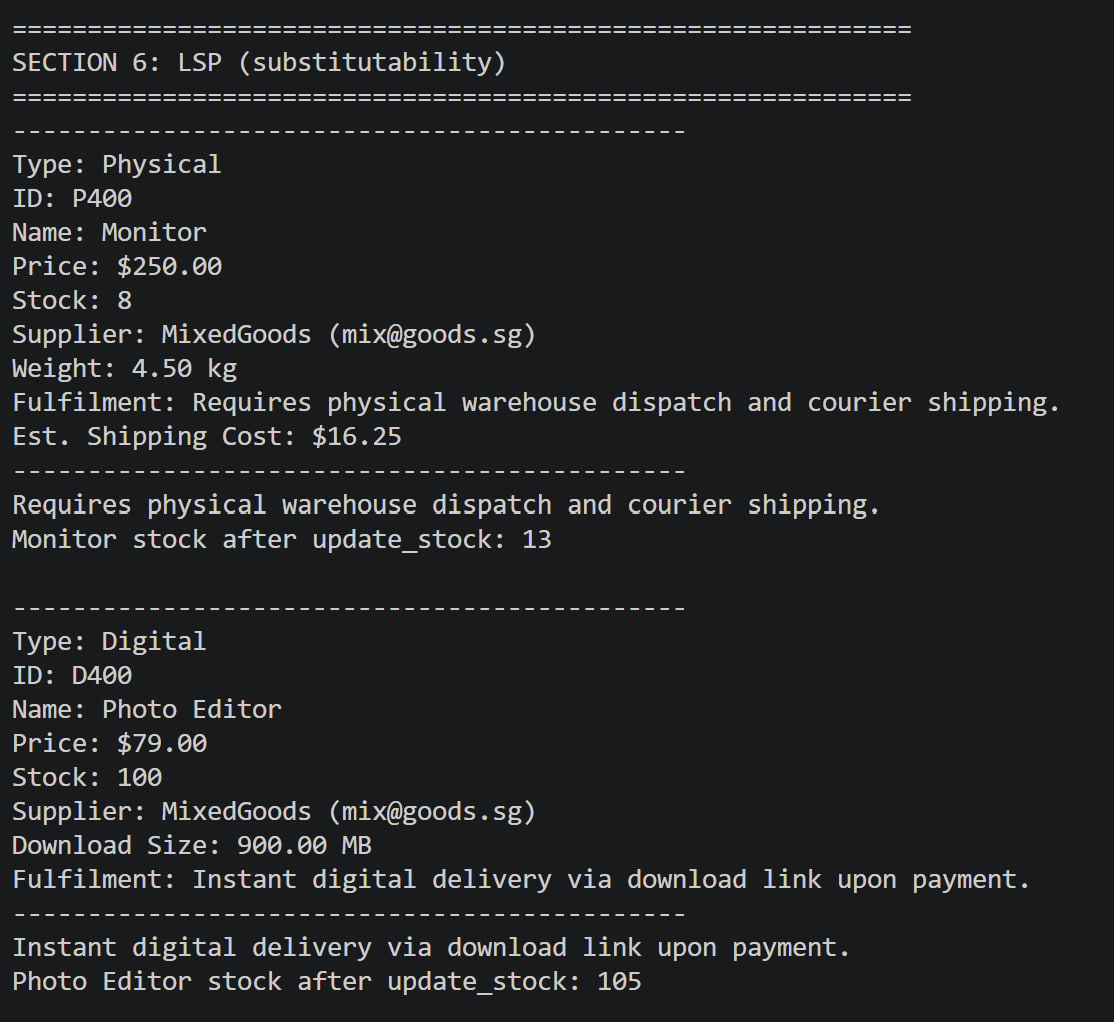 ============================================================
SECTION 6: LSP (substitutability)
============================================================
---------------------------------------------
Type: Physical
ID: P400
Name: Monitor
Price: $250.00
Stock: 8
Supplier: MixedGoods (mix@goods.sg)
Weight: 4.50 kg
Fulfilment: Requires physical warehouse dispatch and courier shipping.
Est. Shipping Cost: $16.25
---------------------------------------------
Requires physical warehouse dispatch and courier shipping.
Monitor stock after update_stock: 13

---------------------------------------------
Type: Digital
ID: D400
Name: Photo Editor
Price: $79.00
Stock: 100
Supplier: MixedGoods (mix@goods.sg)
Download Size: 900.00 MB
Fulfilment: Instant digital delivery via download link upon payment.
---------------------------------------------
Instant digital delivery via download link upon payment.
Photo Editor stock after update_stock: 105